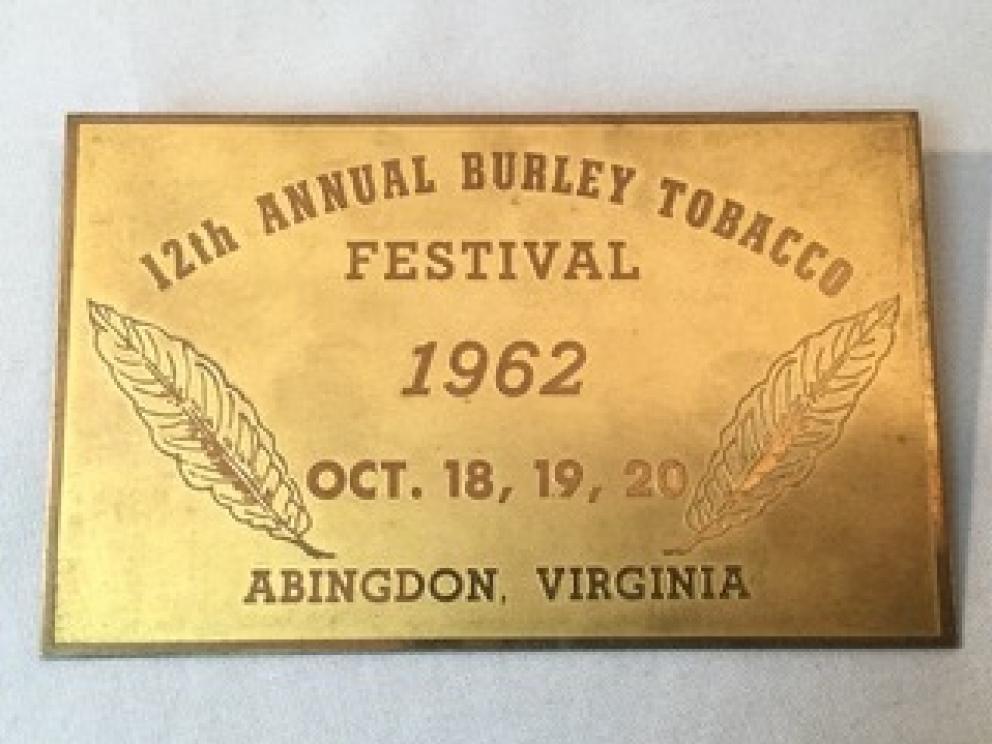 12th ANNUAL BURLEY TOBACCO
FESTIVAL
1962
OCT. 18, 19, 20
ABINGDON, VIRGINIA